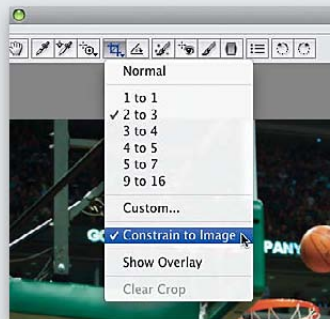 Normal
1 to 1
✓ 2 to 3
3 to 4
4 to 5
5 to 7
9 to 16
Custom...
✓ Constrain to Image
PANY
Show Overlay
Clear Crop